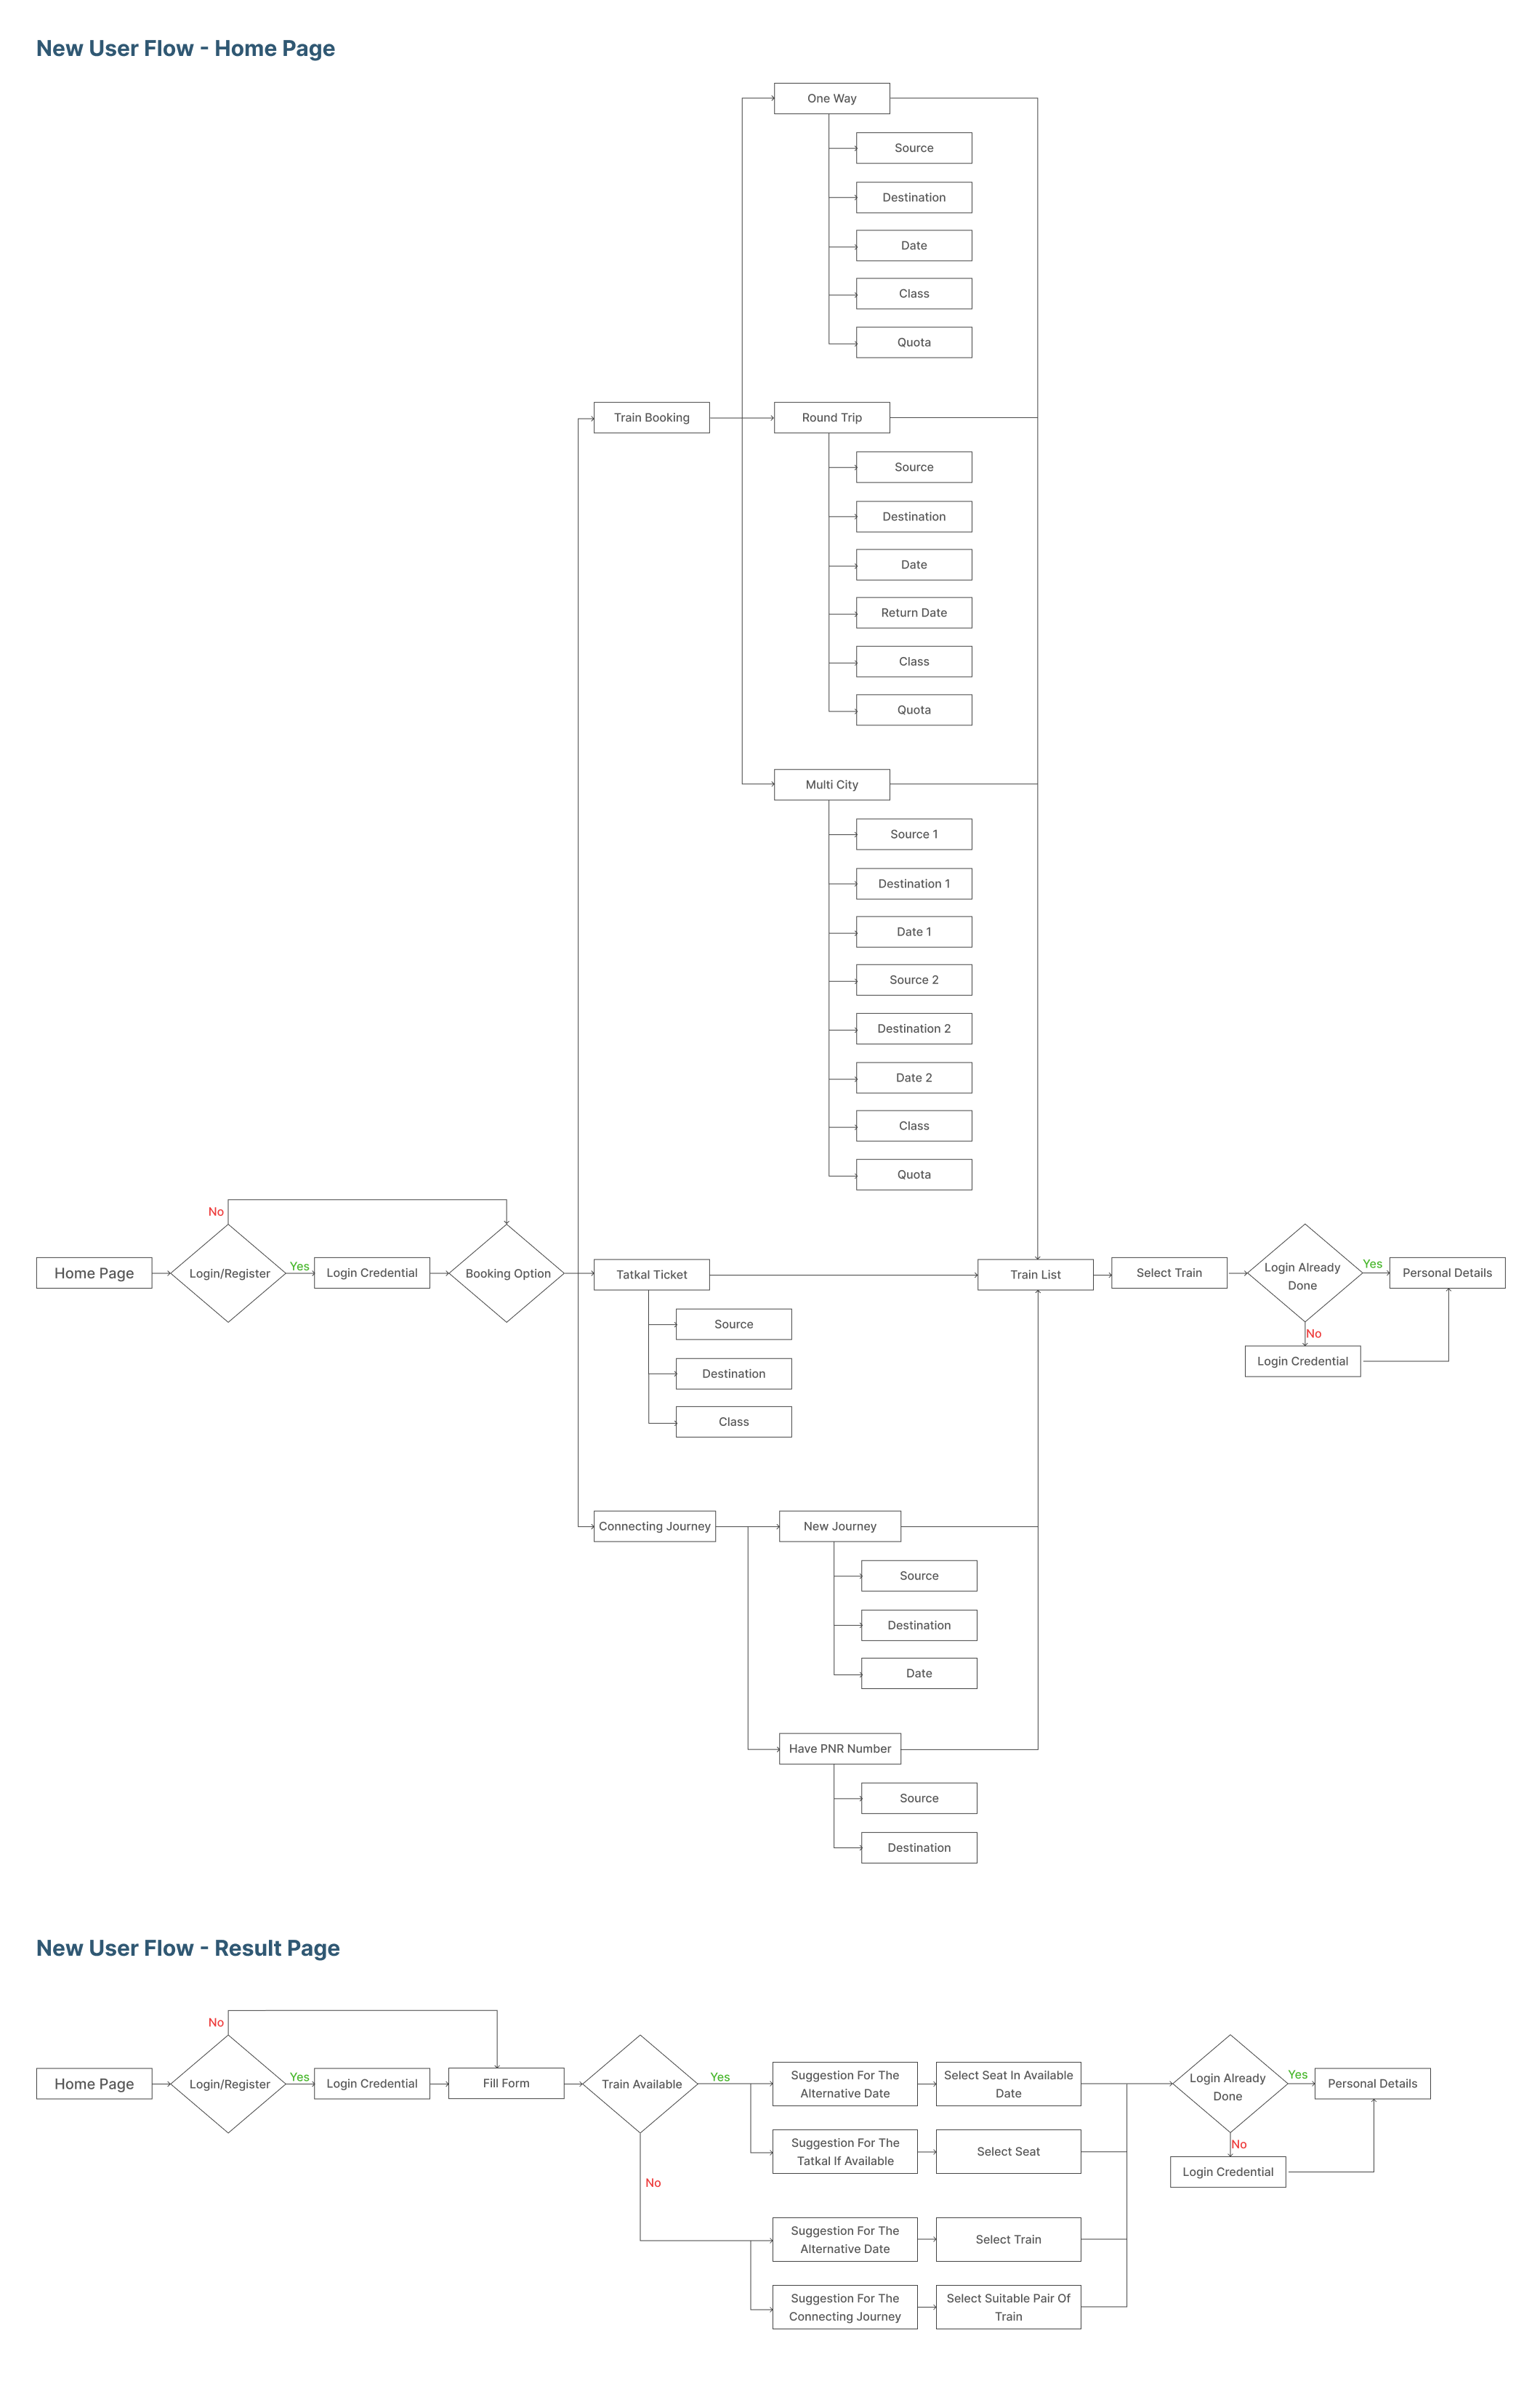 New User Flow - Home Page
One Way
Source
Destination
Date
Class
Quota
Train Booking
Round Trip
Source
Destination
Date
Return Date
Class
Quota
Multi City
Source 1
Destination 1
Date 1
Source 2
Destination 2
Date 2
Class
Quota
Home Page
No
Login/Register
Yes
Login Credential
Booking Option
Tatkal Ticket
Source
Destination
Class
Train List
Select Train
Login Already
Done
Yes
Personal Details
No
Login Credential
Connecting Journey
New Journey
Source
Destination
Date
Have PNR Number
Source
Destination
New User Flow - Result Page
Home Page
No
Login/Register
Yes
Login Credential
Fill Form
Train Available
Yes
Suggestion For The
Alternative Date
Select Seat In Available
Date
Suggestion For The
Tatkal If Available
Select Seat
No
Suggestion For The
Alternative Date
Select Train
Suggestion For The
Connecting Journey
Select Suitable Pair Of
Train
Login Already
Done
Yes
Personal Details
No
Login Credential